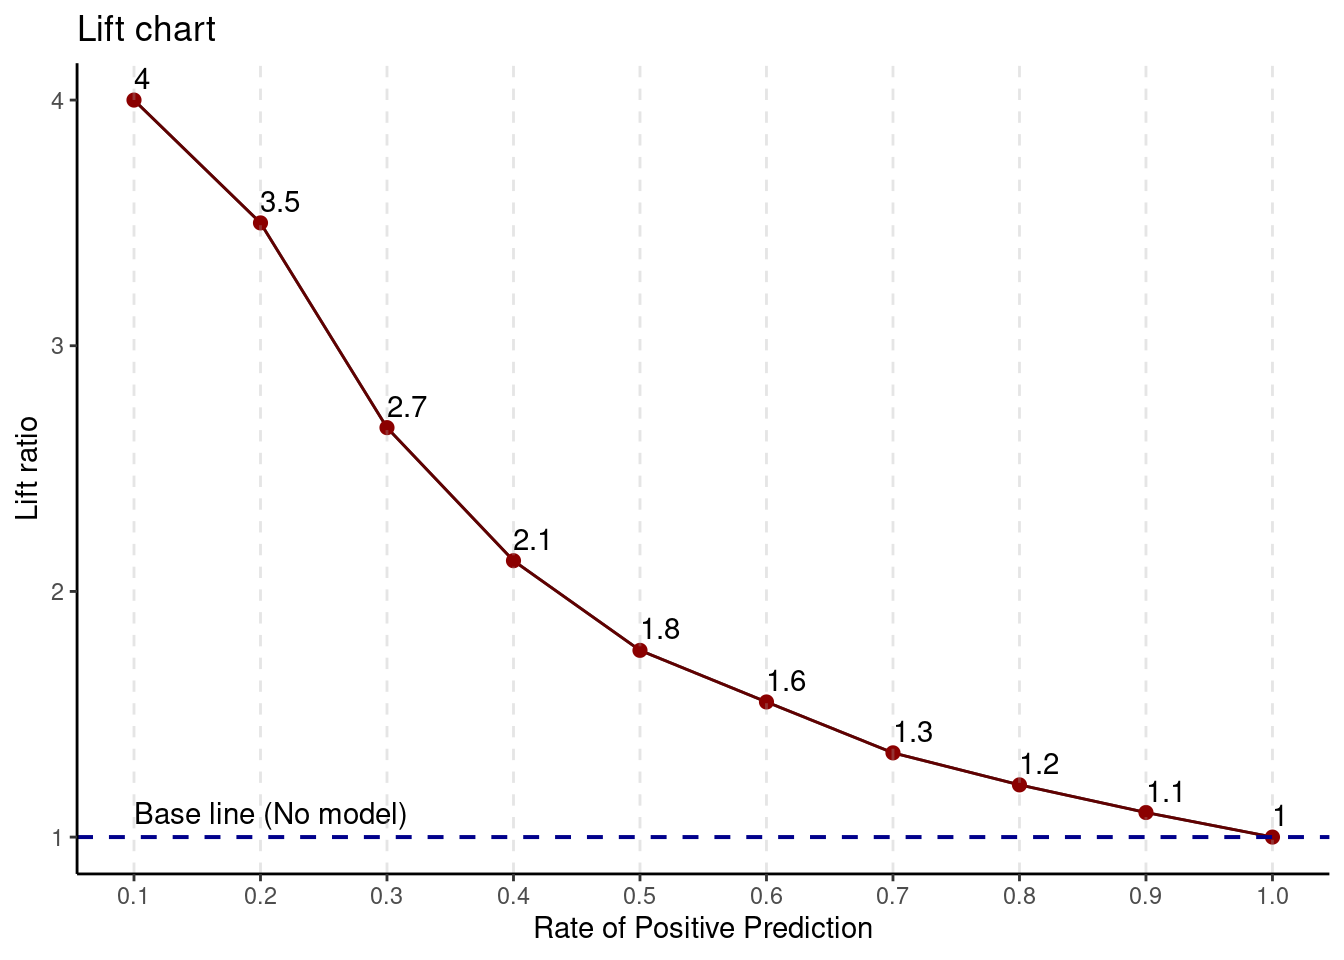 Lift chart
4
3.5
2.7
2.1
1.8
1.6
1.3
1.2
1.1
1
Base line (No model)
4
3
2
1
Lift ratio
0.1 0.2 0.3 0.4 0.5 0.6 0.7 0.8 0.9 1.0
Rate of Positive Prediction